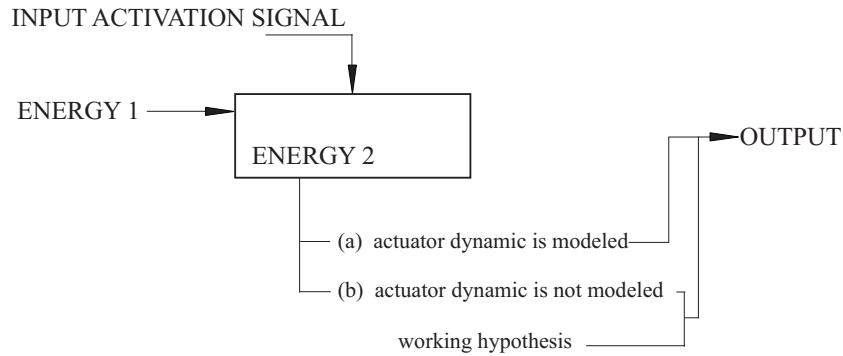 INPUT ACTIVATION SIGNAL
ENERGY 1
ENERGY 2
OUTPUT
(a) actuator dynamic is modeled
(b) actuator dynamic is not modeled
working hypothesis